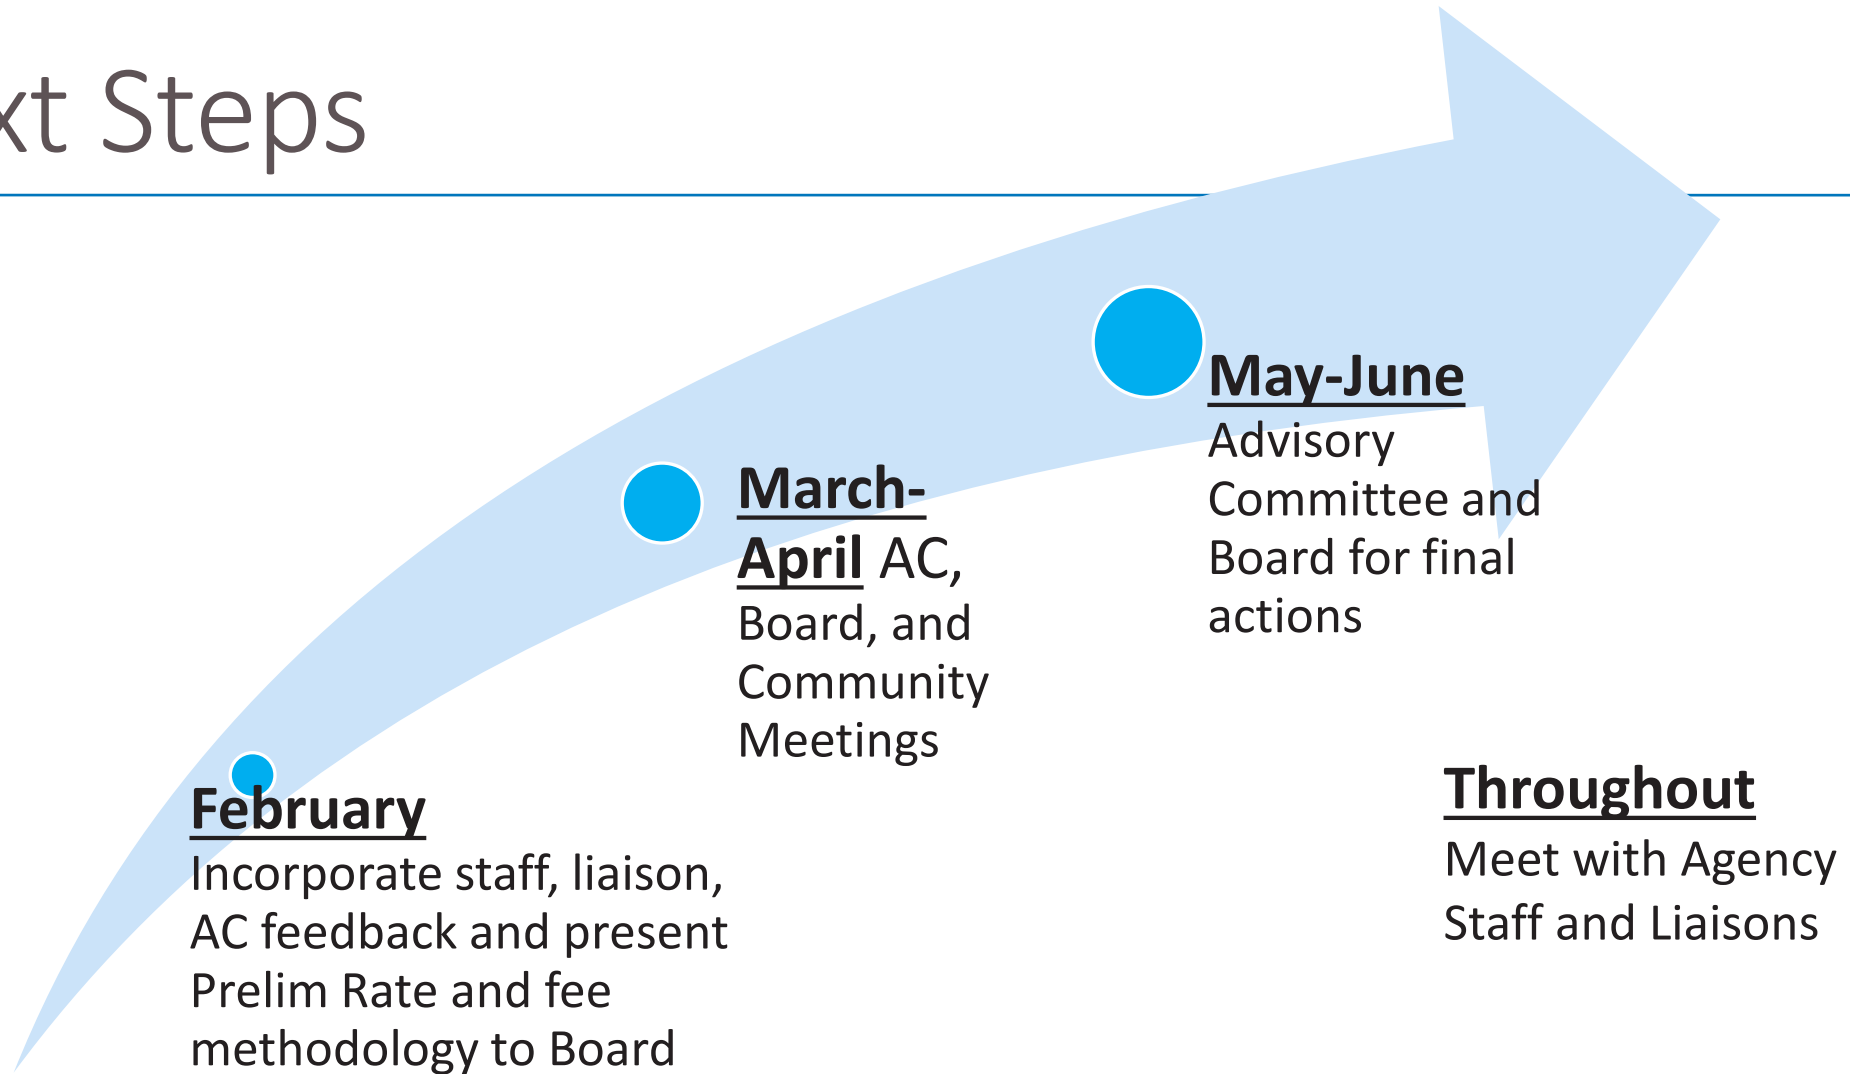 xt Steps
February
Incorporate staff, liaison,
AC feedback and present
Prelim Rate and fee
methodology to Board
March-
April AC,
Board, and
Community
Meetings
May-June
Advisory
Committee and
Board for final
actions
Throughout
Meet with Agency
Staff and Liaisons